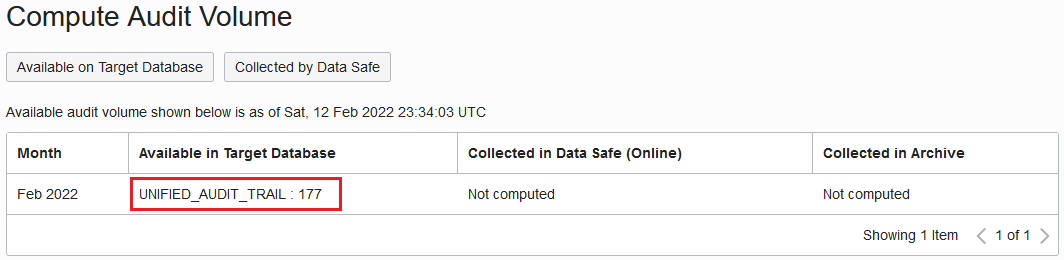 Compute Audit Volume
Available on Target Database Collected by Data Safe
Available audit volume shown below is as of Sat, 12 Feb 2022 23:34:03 UTC
Month Available in Target Database Collected in Data Safe (Online) Collected in Archive
Feb 2022 UNIFIED_AUDIT_TRAIL : 177 Not computed Not computed
Showing 1 Item 1 of 1